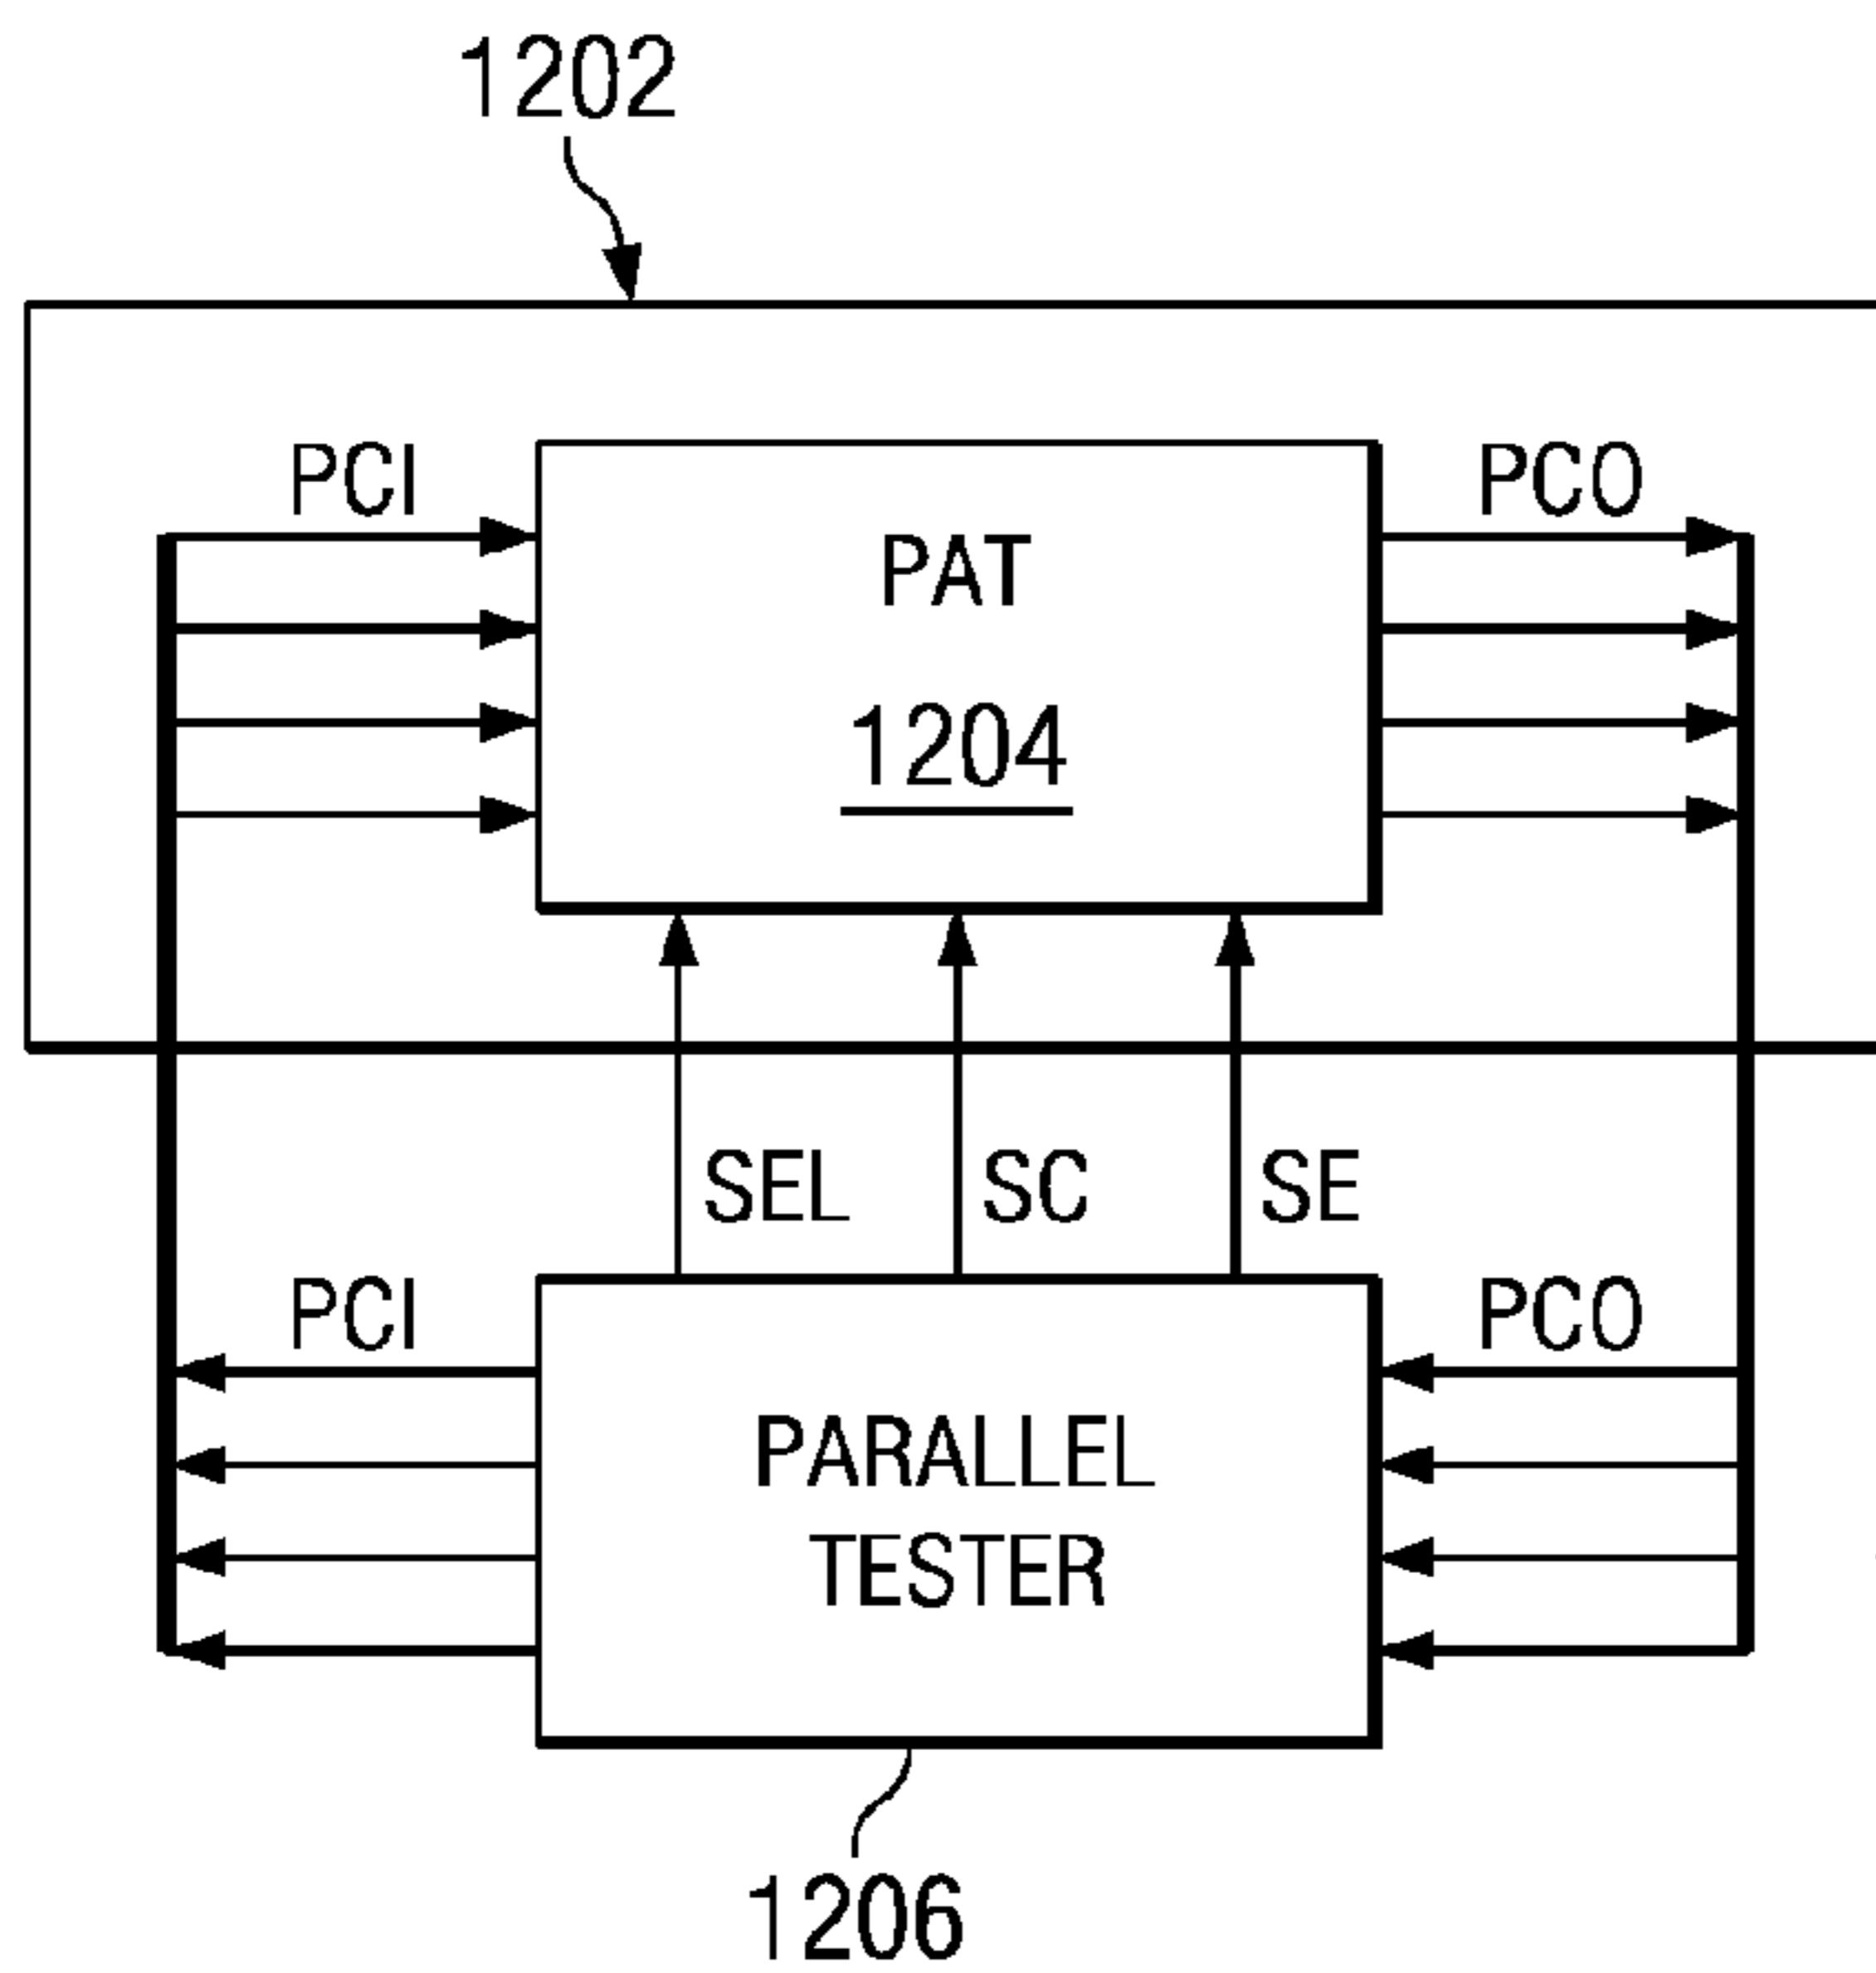 1202
PCI
PCO
PAT
1204
SEL
SC
SE
PCI
PCO
PARALLEL
TESTER
1206